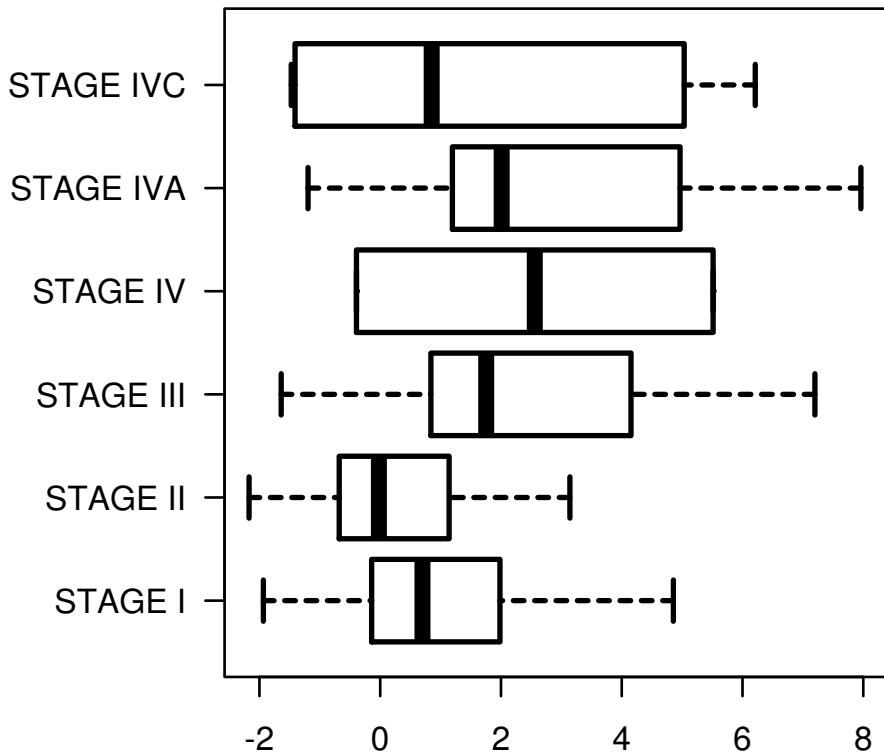 STAGE IVC
STAGE IVA
STAGE IV
STAGE III
STAGE II
STAGE I
-2 0 2 4 6 8